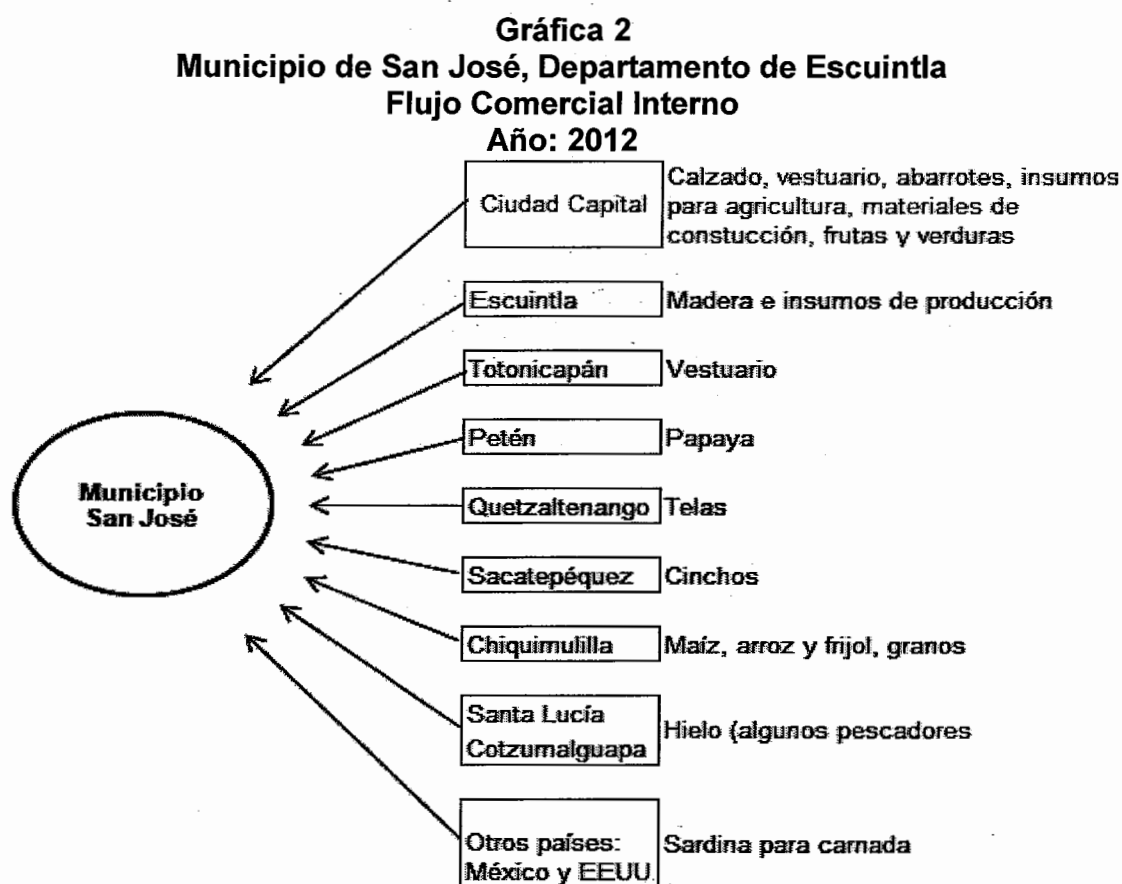 Gráfica 2
Municipio de San José, Departamento de Escuintla
Flujo Comercial Interno
Año: 2012
Ciudad Capital
Calzado, vestuario, abarrotes, insumos
para agricultura, materiales de
constucción, frutas y verduras
Escuintla
Madera e insumos de producción
Totonicapán
Vestuario
Petén
Papaya
Municipio
San José
Quetzaltenango
Telas
Sacatepéquez
Cinchos
Chiquimulilla
Maíz, arroz y frijol, granos
Santa Lucía
Cotzumalguapa
Hielo (algunos pescadores
Otros países:
México y EEUU
Sardina para carnada